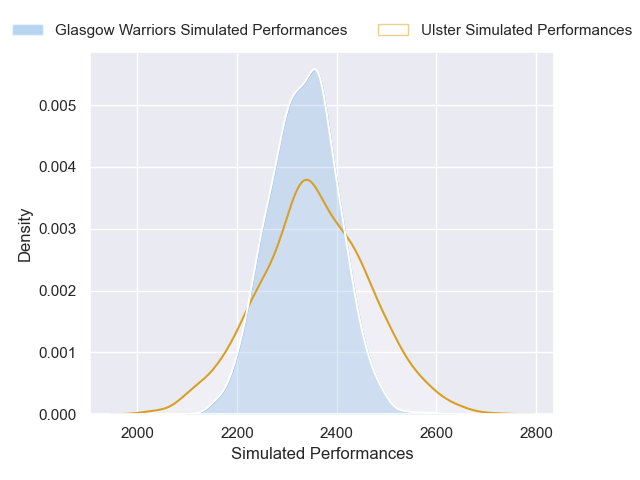 Glasgow Warriors Simulated Performances Ulster Simulated Performances
0.005
0.004
0.003
0.002
0.001
0.000
Density
2000 2200 2400 2600 2800
Simulated Performances